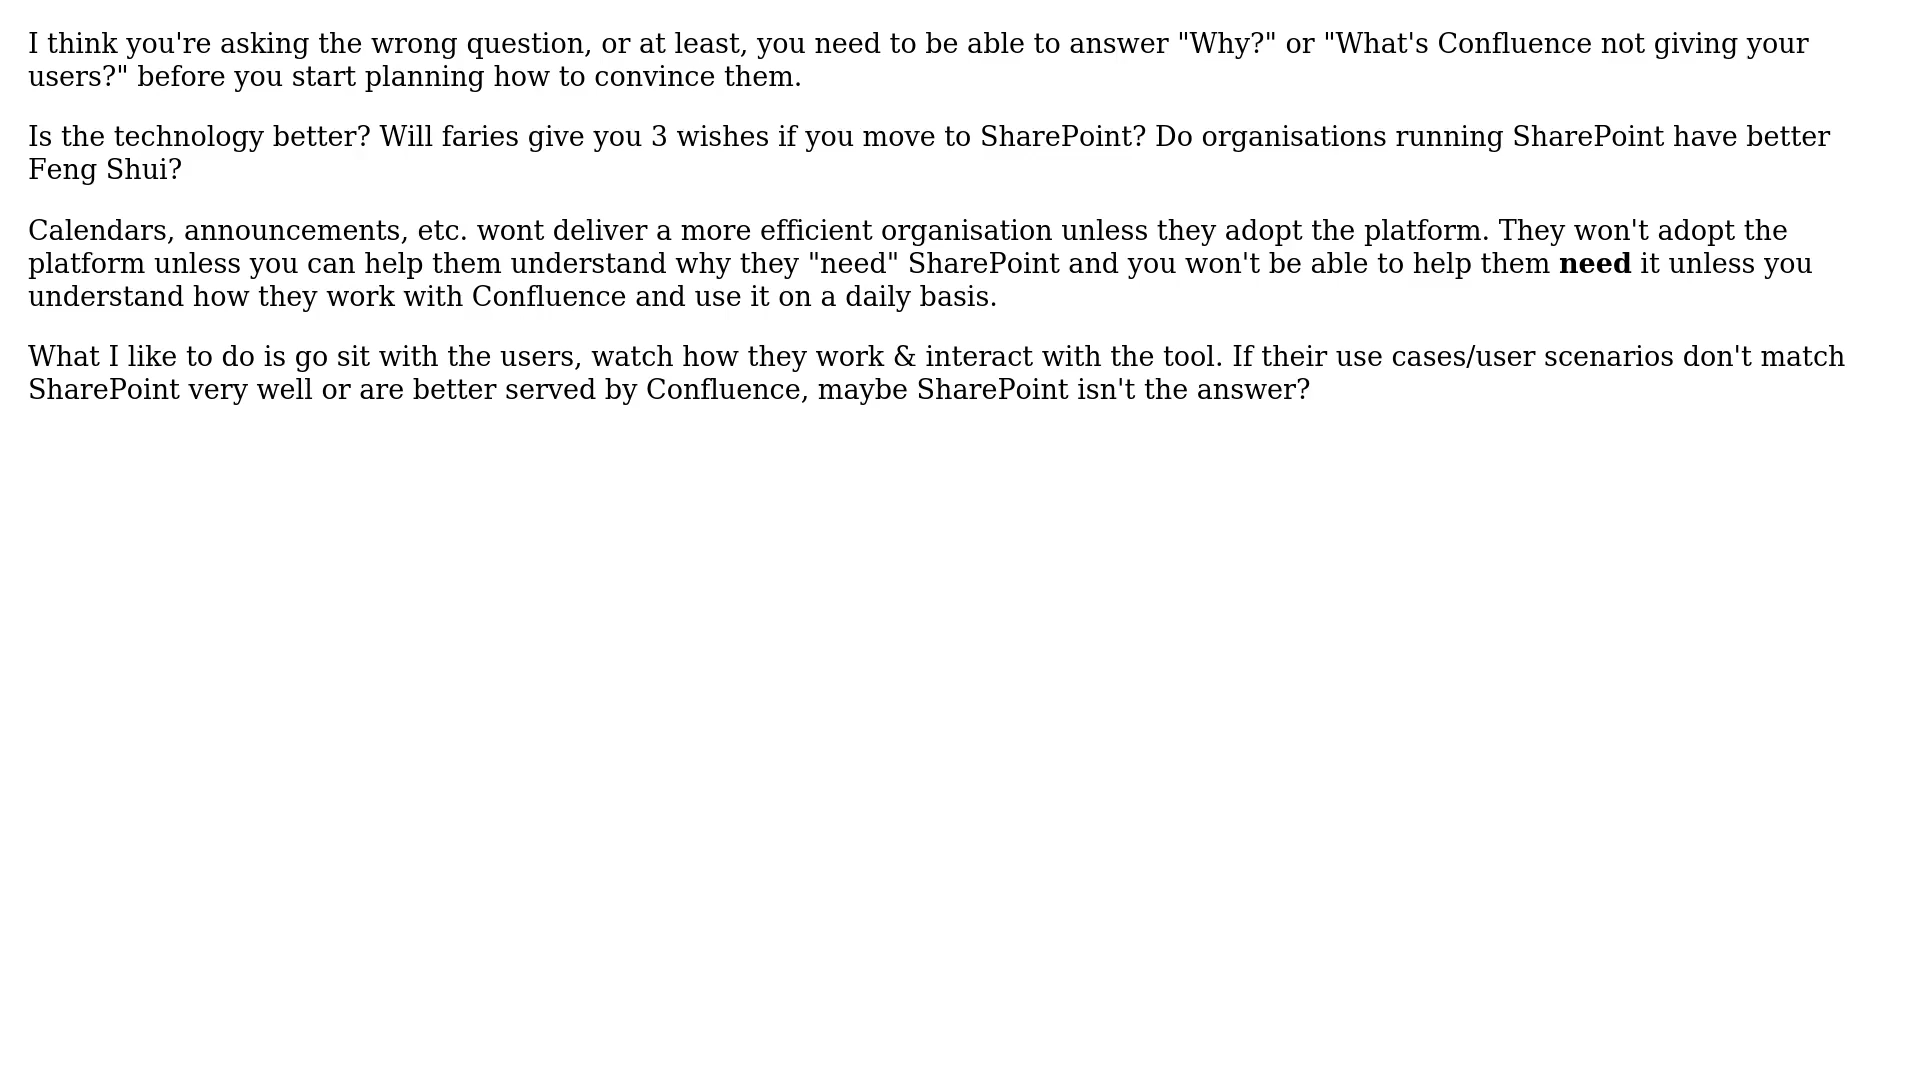 I think you're asking the wrong question, or at least, you need to be able to answer "Why?" or "What's Confluence not giving your
users?" before you start planning how to convince them.
Is the technology better? Will faries give you 3 wishes if you move to SharePoint? Do organisations running SharePoint have better
Feng Shui?
Calendars, announcements, etc. wont deliver a more efficient organisation unless they adopt the platform. They won't adopt the
platform unless you can help them understand why they "need" SharePoint and you won't be able to help them need it unless you
understand how they work with Confluence and use it on a daily basis.
What I like to do is go sit with the users, watch how they work & interact with the tool. If their use cases/user scenarios don't match
SharePoint very well or are better served by Confluence, maybe SharePoint isn't the answer?